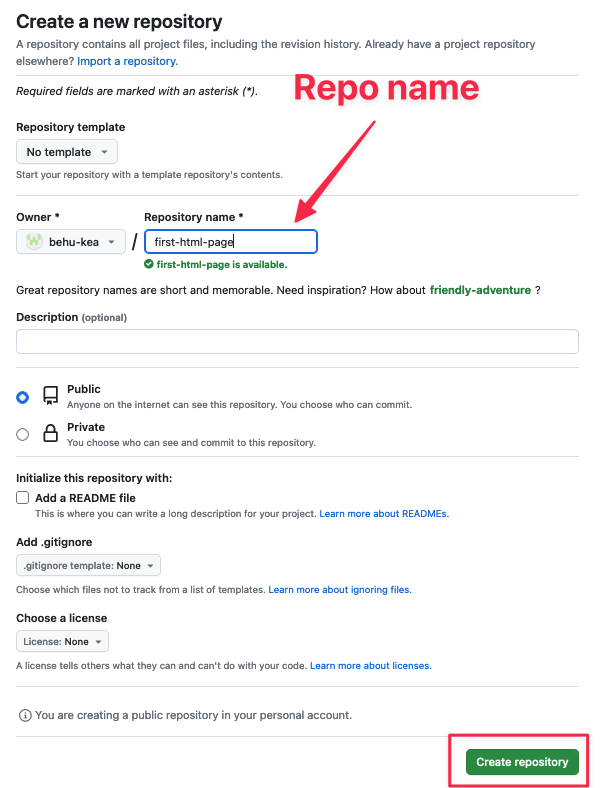 Create a new repository
A repository contains all project files, including the revision history. Already have a project repository
elsewhere? Import a repository.
Required fields are marked with an asterisk (*).
Repo name
Repository template
No template
Start your repository with a template repository's contents.
Owner *
Repository name *
behu-kea
/
first-html-page
first-html-page is available.
Great repository names are short and memorable. Need inspiration? How about friendly-adventure ?
Description (optional)
Public
Anyone on the internet can see this repository. You choose who can commit.
Private
You choose who can see and commit to this repository.
Initialize this repository with:
Add a README file
This is where you can write a long description for your project. Learn more about READMEs.
Add .gitignore
.gitignore template: None
Choose which files not to track from a list of templates. Learn more about ignoring files.
Choose a license
License: None
A license tells others what they can and can't do with your code. Learn more about licenses.
You are creating a public repository in your personal account.
Create repository